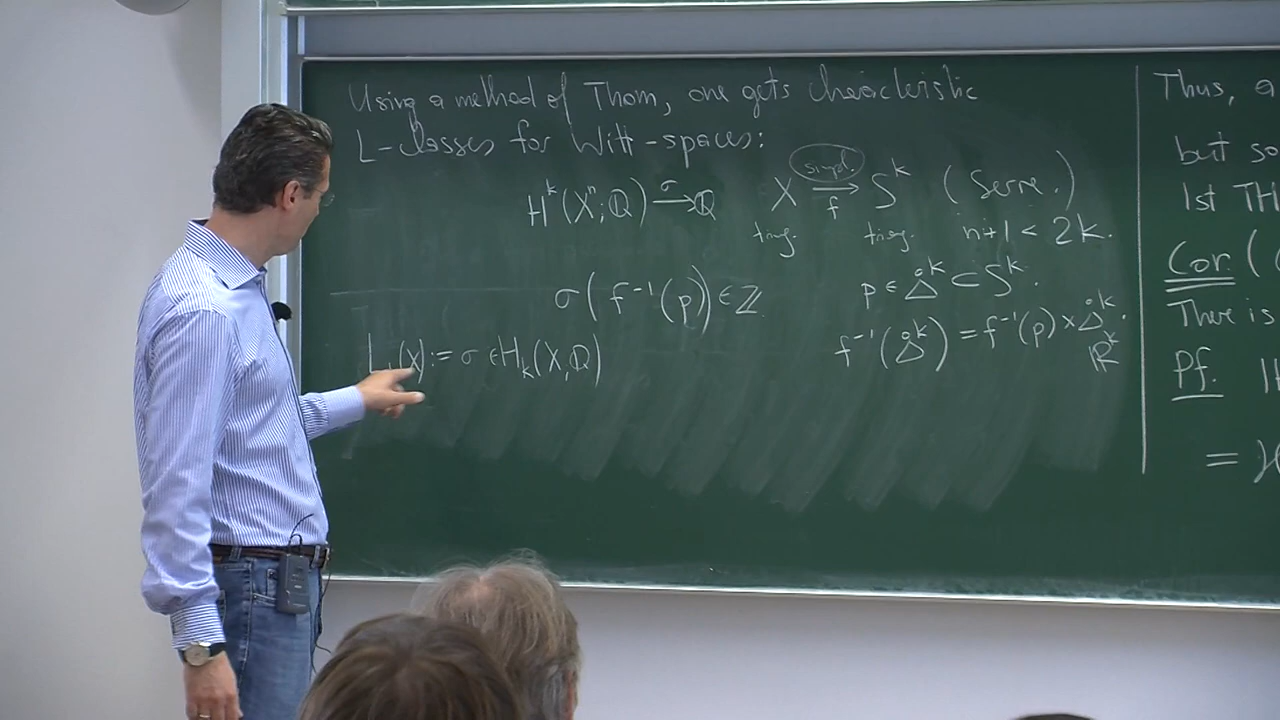 Using a method of Thom, one gets characteristic
L-classes for Witt-spaces:
H^k(X^n; ℚ) —σ→ ℚ
X —simpl. f→ S^k (Serre.)
triang. triang. n+1 < 2k.
σ(f^{-1}(p)) ∈ ℤ
p ∈ Δ̊^k ⊂ S^k.
f^{-1}(Δ̊^k) = f^{-1}(p) × Δ̊^k.
ℝ^k
L_k(X) := σ ∈ H_k(X, ℚ)
Thus, a
but so
1st TH
Cor. (
There is
Pf.
=